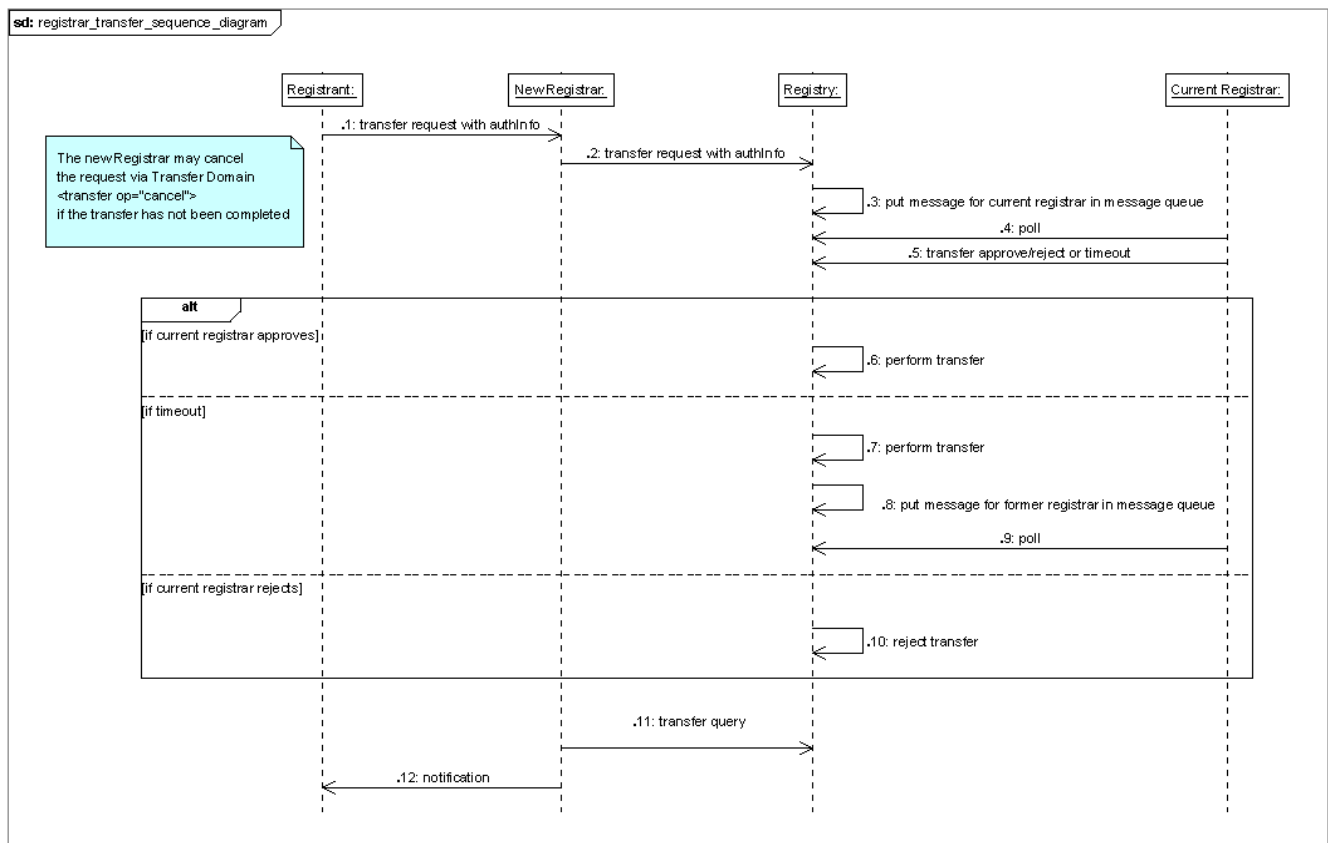 sd: registrar_transfer_sequence_diagram
Registrant:
New Registrar:
Registry:
Current Registrar:
.1: transfer request with authInfo
The new Registrar may cancel
the request via Transfer Domain
<transfer op="cancel">
if the transfer has not been completed
.2: transfer request with authInfo
.3: put message for current registrar in message queue
.4: poll
.5: transfer approve/reject or timeout
alt
[if current registrar approves]
.6: perform transfer
[if timeout]
.7: perform transfer
.8: put message for former registrar in message queue
.9: poll
[if current registrar rejects]
.10: reject transfer
.11: transfer query
.12: notification